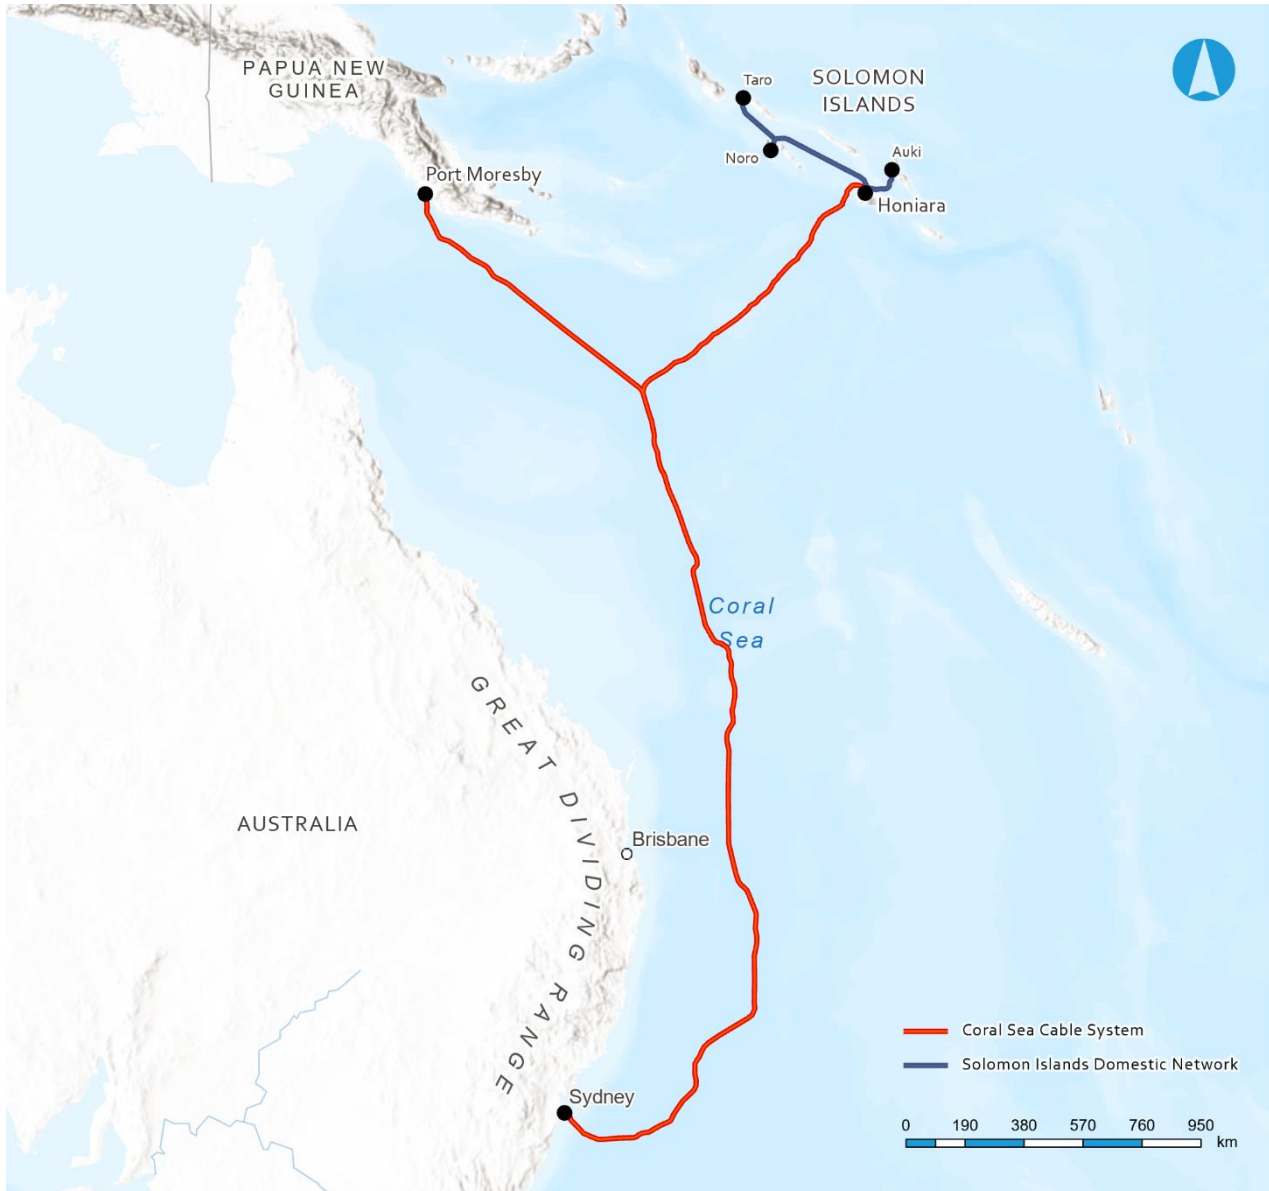 PAPUA NEW
GUINEA
Taro
SOLOMON
ISLANDS
Noro
Auki
Port Moresby
Honiara
Coral
Sea
GREAT DIVIDING RANGE
AUSTRALIA
Brisbane
Coral Sea Cable System
Solomon Islands Domestic Network
Sydney
0 190 380 570 760 950
km